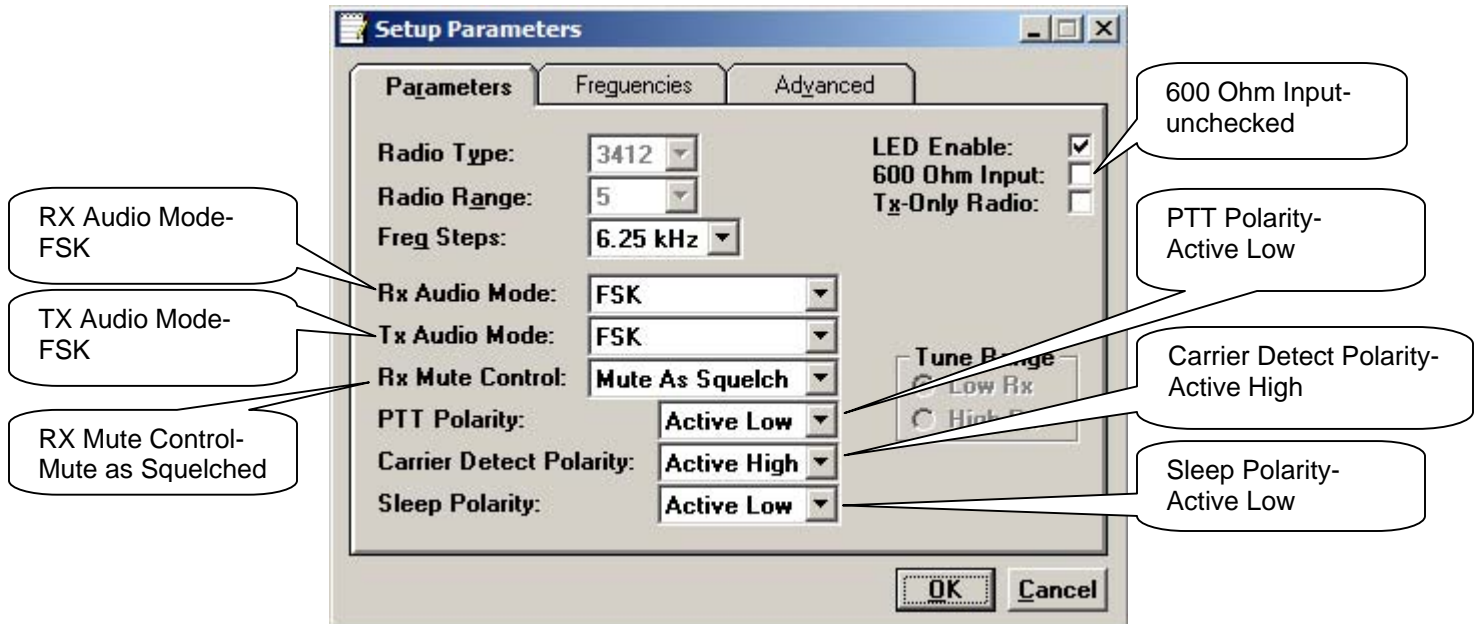 Setup Parameters
Parameters
Frequencies
Advanced
Radio Type:
3412
Radio Range:
5
Freq Steps:
6.25 kHz
LED Enable:
600 Ohm Input:
Tx-Only Radio:
Rx Audio Mode:
FSK
Tx Audio Mode:
FSK
Rx Mute Control:
Mute As Squelch
PTT Polarity:
Active Low
Carrier Detect Polarity:
Active High
Sleep Polarity:
Active Low
Tune Range
Low Rx
High
OK
Cancel
RX Audio Mode-
FSK
TX Audio Mode-
FSK
RX Mute Control-
Mute as Squelched
600 Ohm Input-
unchecked
PTT Polarity-
Active Low
Carrier Detect Polarity-
Active High
Sleep Polarity-
Active Low